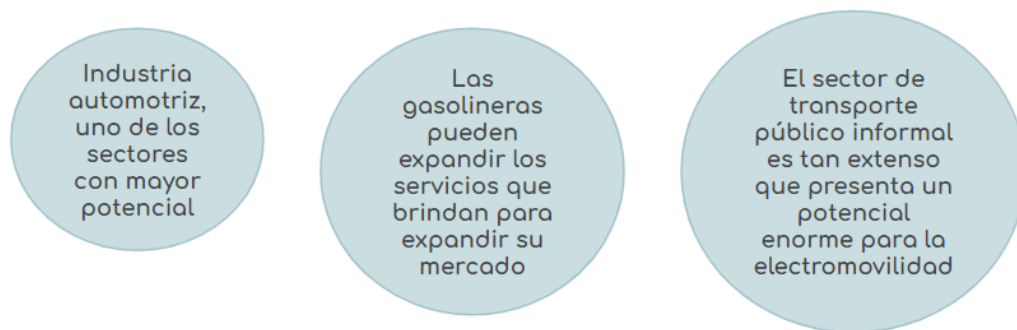 Industria
automotriz,
uno de los
sectores
con mayor
potencial
Las
gasolineras
pueden
expandir los
servicios que
brindan para
expandir su
mercado
El sector de
transporte
público informal
es tan extenso
que presenta un
potencial
enorme para la
electromovilidad